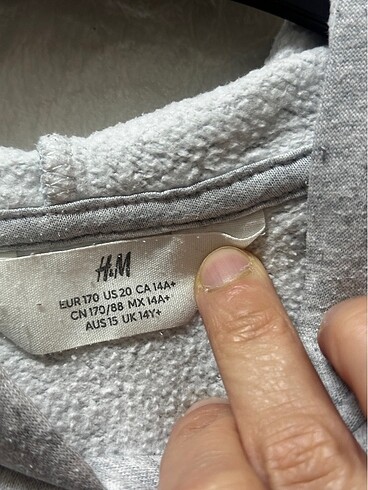 H&M
EUR 170 US 20 CA 14A+
CN 170/88 MX 14A+
AUS 15 UK 14Y+